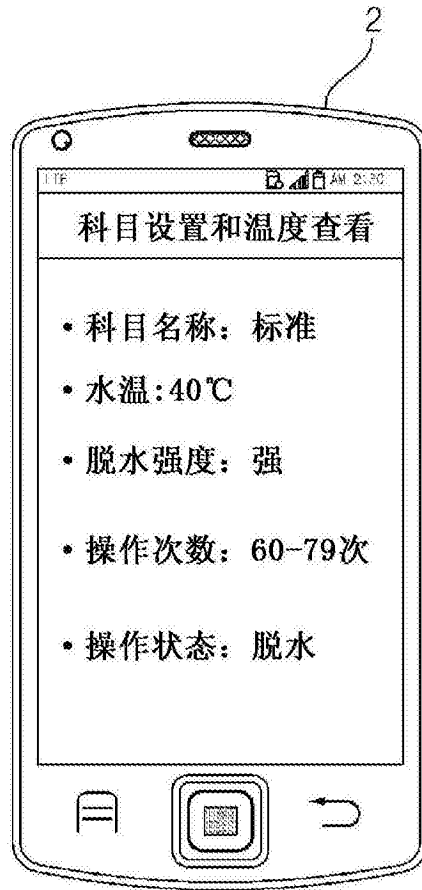 2
AM
科目设置和温度查看
• 科目名称：标准
• 水温:40℃
• 脱水强度：强
• 操作次数：60-79次
• 操作状态：脱水